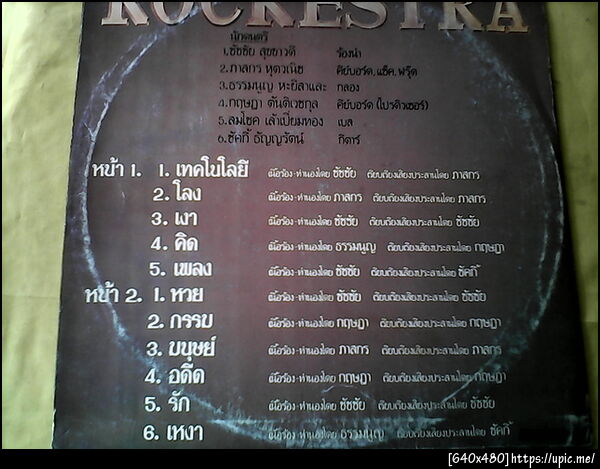 ROCKESTRA
นักดนตรี
1.ชัชชัย สุขขาวดี ร้องนำ
2.ภาสกร หุตวณิช คีย์บอร์ด,แซ็ค,ฟรุ๊ต
3.ธรรมนูญ หะยีสาและ กลอง
4.กฤษฎา ตันติเวชกุล คีย์บอร์ด (โปรดิวเซอร์)
5.สมโชค เล้าเปี่ยมทอง เบส
6.ชัคกี้ ธัญญรัตน์ กีตาร์
หน้า 1. 1. เทคโนโลยี คำร้อง-ทำนองโดย ชัชชัย เรียบเรียงเสียงประสานโดย ภาสกร
2. โลง คำร้อง-ทำนองโดย ภาสกร เรียบเรียงเสียงประสานโดย ภาสกร
3. เงา คำร้อง-ทำนองโดย ชัชชัย เรียบเรียงเสียงประสานโดย ชัชชัย
4. คิด คำร้อง-ทำนองโดย ธรรมนูญ เรียบเรียงเสียงประสานโดย กฤษฎา
5. เพลง คำร้อง-ทำนองโดย ชัชชัย เรียบเรียงเสียงประสานโดย ชัคกี้
หน้า 2. 1. หวย คำร้อง-ทำนองโดย ชัชชัย เรียบเรียงเสียงประสานโดย ชัชชัย
2. กรรม คำร้อง-ทำนองโดย กฤษฎา เรียบเรียงเสียงประสานโดย กฤษฎา
3. มนุษย์ คำร้อง-ทำนองโดย ภาสกร เรียบเรียงเสียงประสานโดย ภาสกร
4. อดีต คำร้อง-ทำนองโดย กฤษฎา เรียบเรียงเสียงประสานโดย กฤษฎา
5. รัก คำร้อง-ทำนองโดย ชัชชัย เรียบเรียงเสียงประสานโดย ชัชชัย
6. เหงา คำร้อง-ทำนองโดย ธรรมนูญ เรียบเรียงเสียงประสานโดย ชัคกี้
[640x480]https://upic.me/